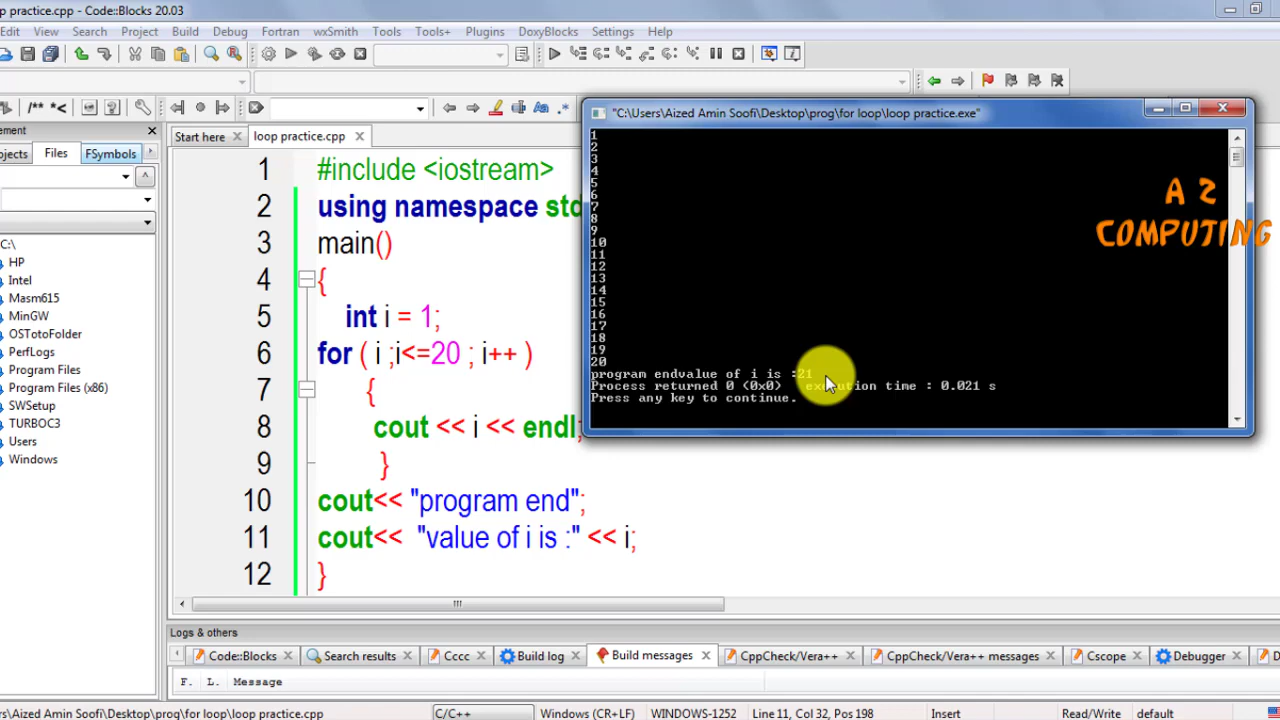 p practice.cpp - Code::Blocks 20.03
Edit View Search Project Build Debug Fortran wxSmith Tools Tools+ Plugins DoxyBlocks Settings Help
/** *<
Aa .*
ement
ojects Files FSymbols
Start here loop practice.cpp
C:\
HP
Intel
Masm615
MinGW
OSTotoFolder
PerfLogs
Program Files
Program Files (x86)
SWSetup
TURBOC3
Users
Windows
1 #include <iostream>
2 using namespace std
3 main()
4 {
5 int i = 1;
6 for ( i ;i<=20 ; i++ )
7 {
8 cout << i << endl;
9 }
10 cout<< "program end";
11 cout<< "value of i is :" << i;
12 }
"C:\Users\Aized Amin Soofi\Desktop\prog\for loop\loop practice.exe"
1
2
3
4
5
6
7
8
9
10
11
12
13
14
15
16
17
18
19
20
program endvalue of i is :21
Process returned 0 (0x0) execution time : 0.021 s
Press any key to continue.
A Z
COMPUTING
Logs & others
Code::Blocks Search results Cccc Build log Build messages CppCheck/Vera++ CppCheck/Vera++ messages Cscope Debugger D
F. L. Message
rs\Aized Amin Soofi\Desktop\prog\for loop\loop practice.cpp C/C++ Windows (CR+LF) WINDOWS-1252 Line 11, Col 32, Pos 198 Insert Read/Write default